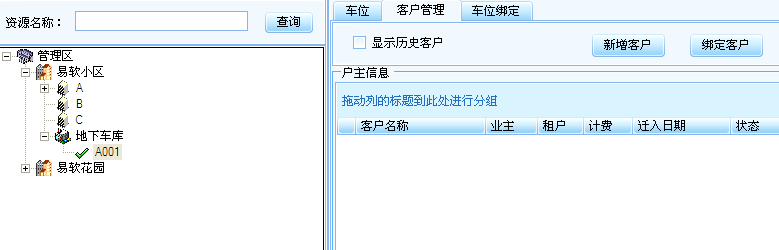 资源名称： 查询
管理区
易软小区
A
B
C
地下车库
A001
易软花园
车位 客户管理 车位绑定
显示历史客户 新增客户 绑定客户
户主信息
拖动列的标题到此处进行分组
客户名称 业主 租户 计费 迁入日期 状态